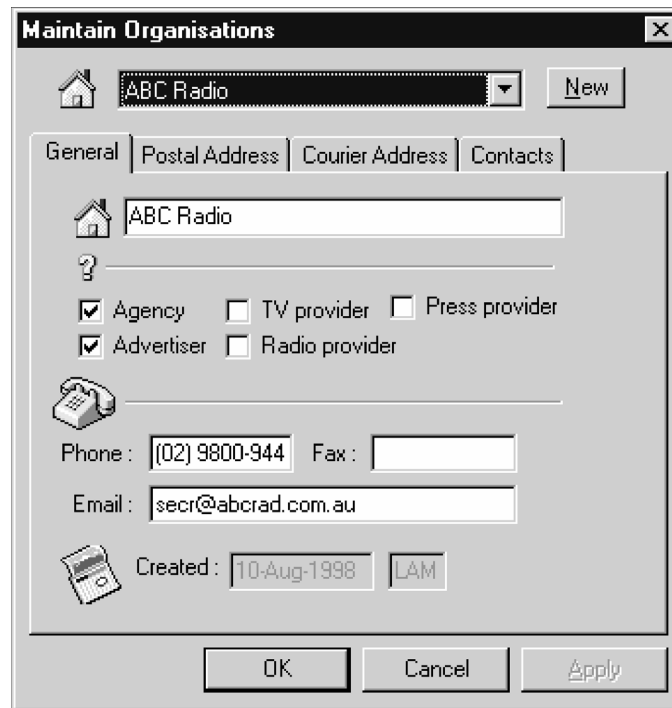 Maintain Organisations
ABC Radio New
General Postal Address Courier Address Contacts
ABC Radio
Agency TV provider Press provider
Advertiser Radio provider
Phone : (02) 9800-944 Fax :
Email : secr@abcrad.com.au
Created : 10-Aug-1998 LAM
OK Cancel Apply